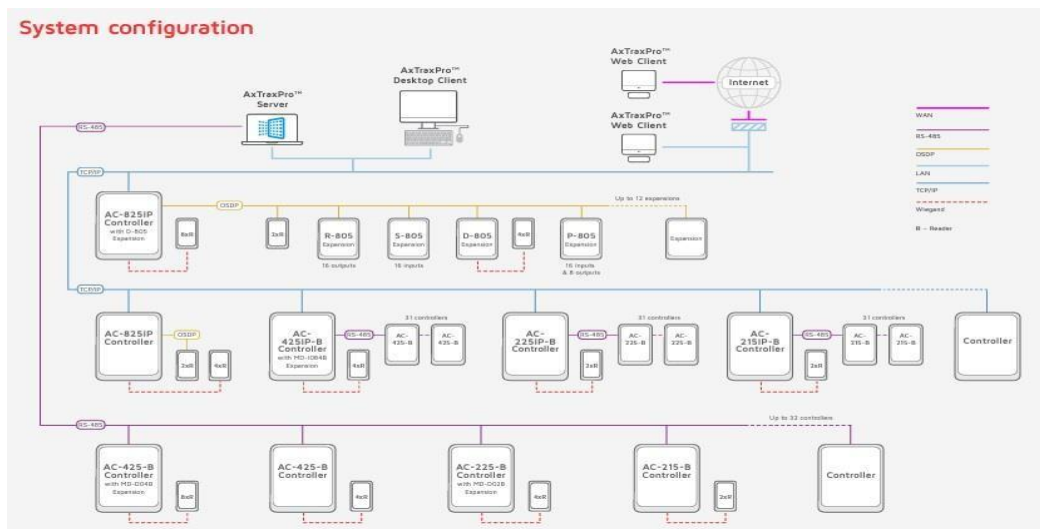 System configuration
AxTraxPro™
Web Client
AxTraxPro™
Desktop Client
Internet
AxTraxPro™
Server
AxTraxPro™
Web Client
WAN
RS-485
RS-485
OSDP
LAN
TCP/IP
TCP/IP
Wiegand
R - Reader
OSDP
Up to 12 expansions
AC-825IP
Controller
with D-805
Expansion
8xR
2xR
R-805
Expansion
S-805
Expansion
D-805
Expansion
4xR
P-805
Expansion
Expansion
16 outputs
16 inputs
16 inputs
& 8 outputs
TCP/IP
AC-825IP
Controller
OSDP
2xR
4xR
AC-
425IP-B
Controller
with MD-IO84B
Expansion
RS-485
4xR
31 controllers
AC-
425-B
AC-
425-B
AC-
225IP-B
Controller
RS-485
2xR
31 controllers
AC-
225-B
AC-
225-B
AC-
215IP-B
Controller
RS-485
2xR
31 controllers
AC-
215-B
AC-
215-B
Controller
RS-485
Up to 32 controllers
AC-425-B
Controller
with MD-D04B
Expansion
8xR
AC-425-B
Controller
4xR
AC-225-B
Controller
with MD-D02B
Expansion
4xR
AC-215-B
Controller
2xR
Controller